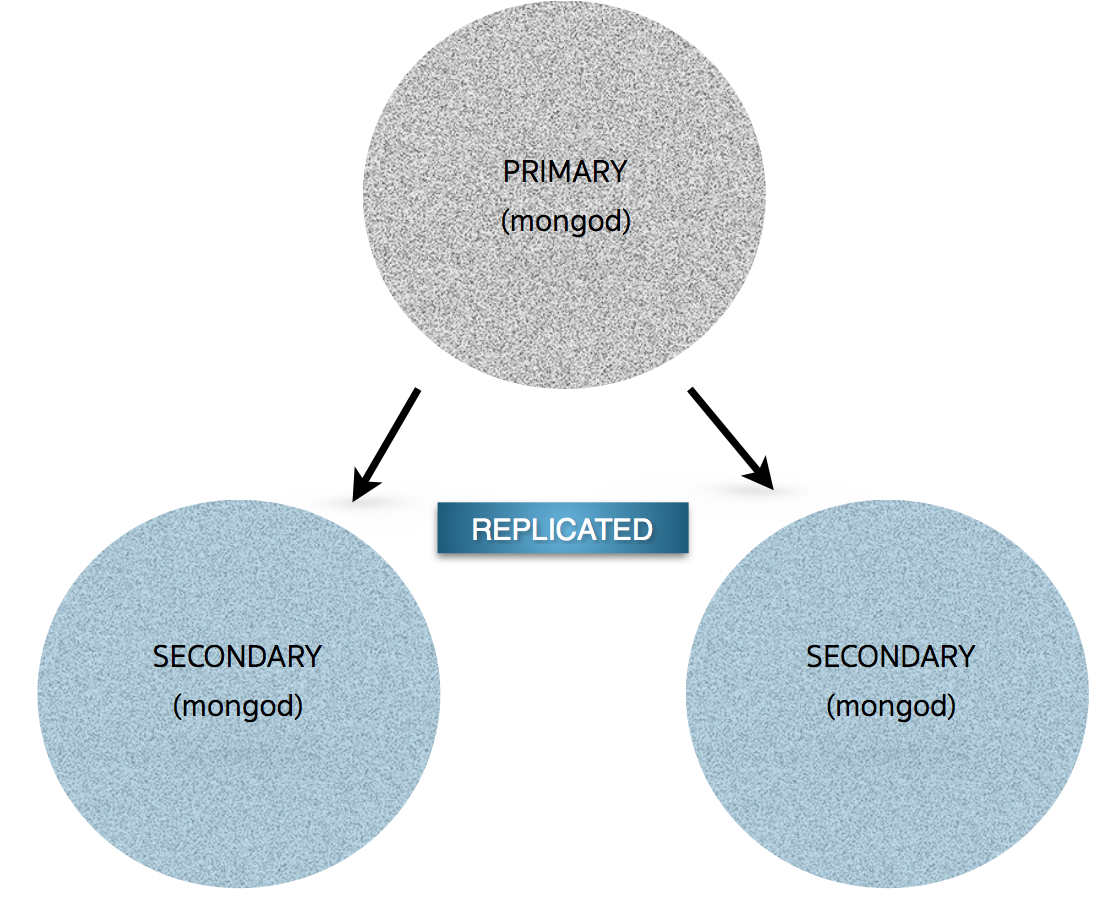 PRIMARY
(mongod)
REPLICATED
SECONDARY
(mongod)
SECONDARY
(mongod)